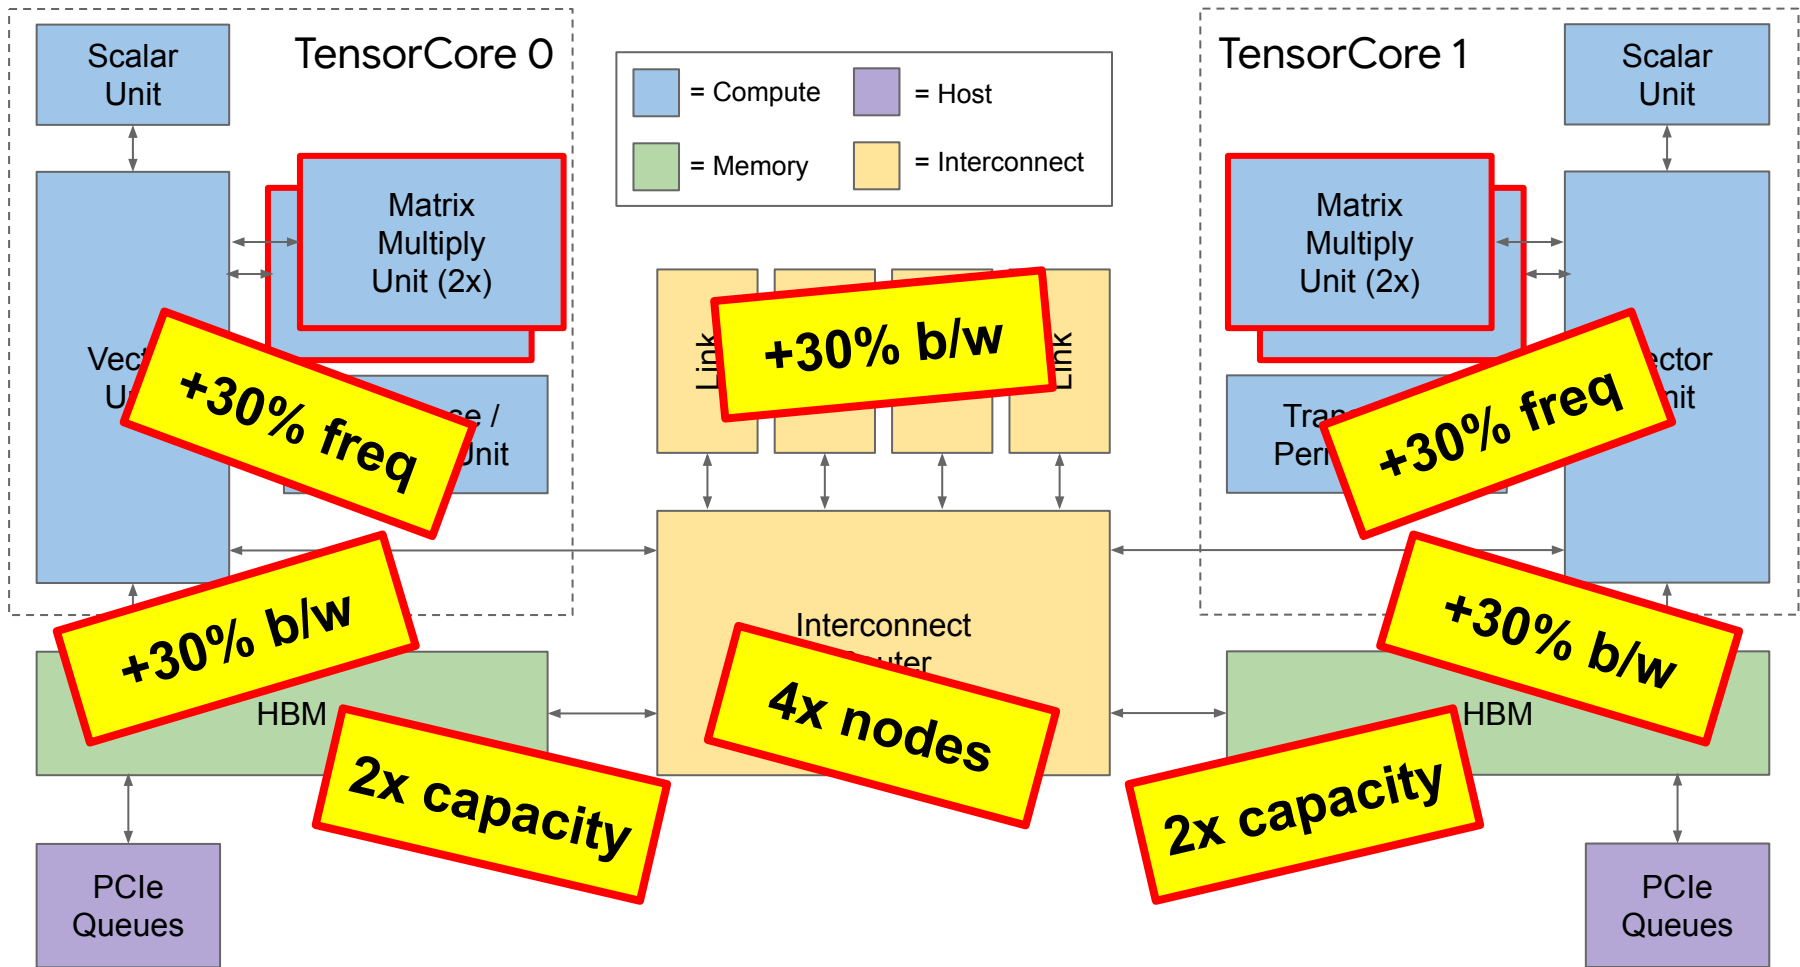 Scalar
Unit
TensorCore 0
= Compute
= Host
= Memory
= Interconnect
TensorCore 1
Scalar
Unit
Matrix
Multiply
Unit (2x)
Matrix
Multiply
Unit (2x)
Link
+30% b/w
Link
+30% freq
+30% freq
+30% b/w
Interconnect
+30% b/w
HBM
4x nodes
HBM
2x capacity
2x capacity
PCIe
Queues
PCIe
Queues